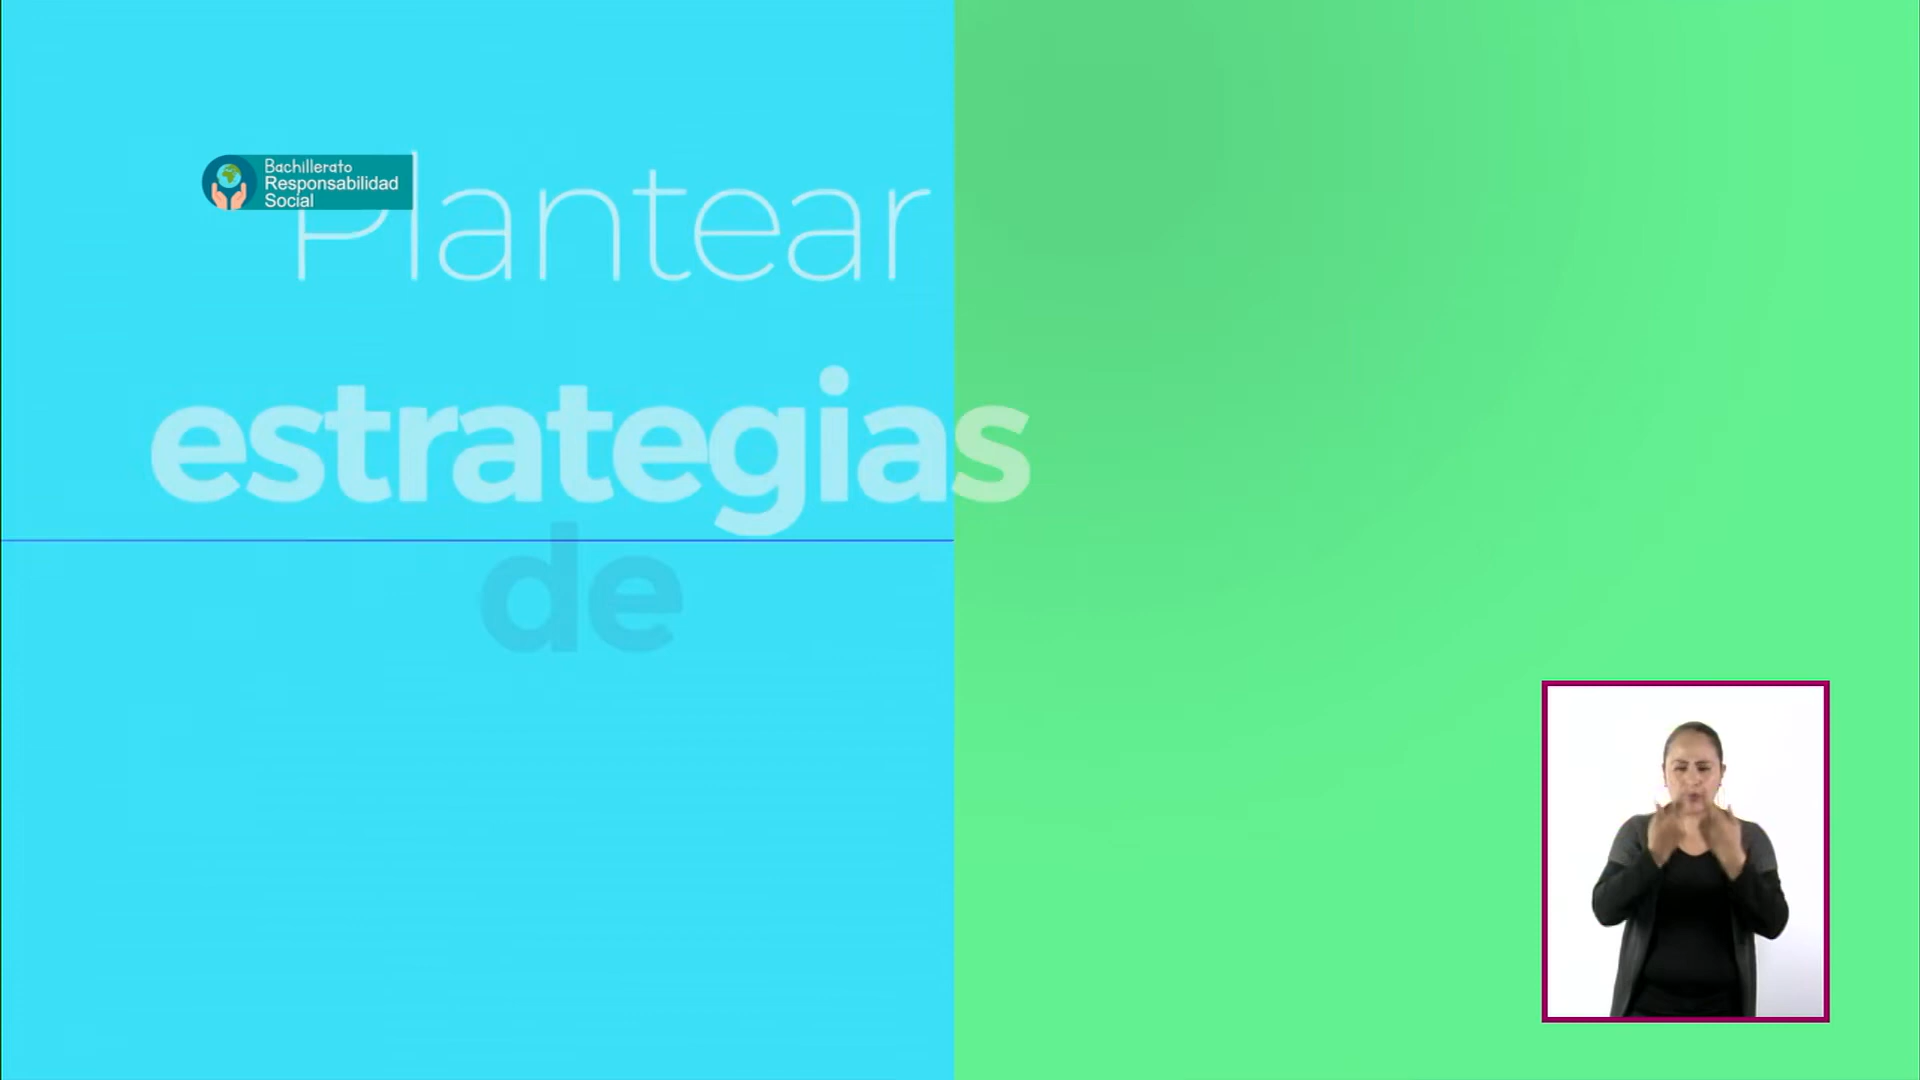 Bachillerato
Responsabilidad
Social
Plantear
estrategias
de